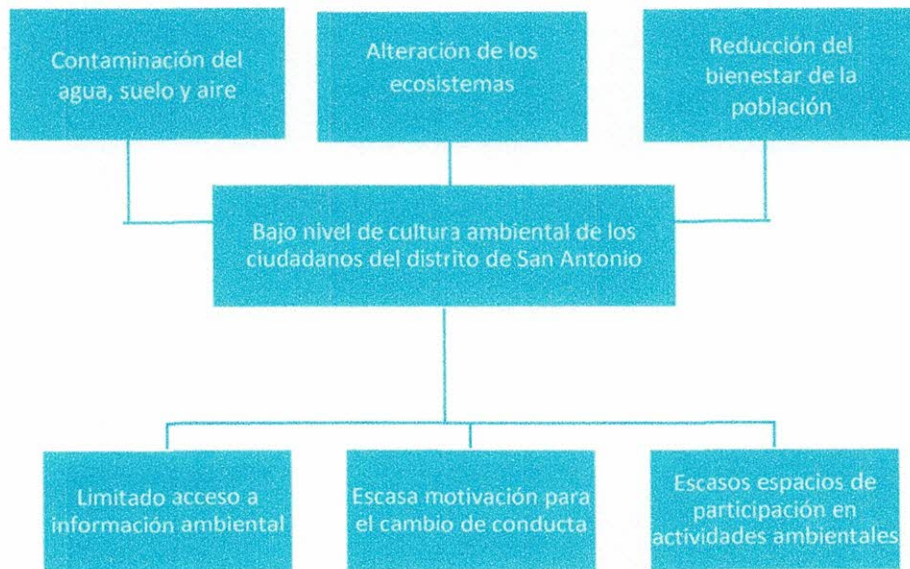 Contaminación del
agua, suelo y aire
Alteración de los
ecosistemas
Reducción del
bienestar de la
población
Bajo nivel de cultura ambiental de los
ciudadanos del distrito de San Antonio
Limitado acceso a
información ambiental
Escasa motivación para
el cambio de conducta
Escasos espacios de
participación en
actividades ambientales